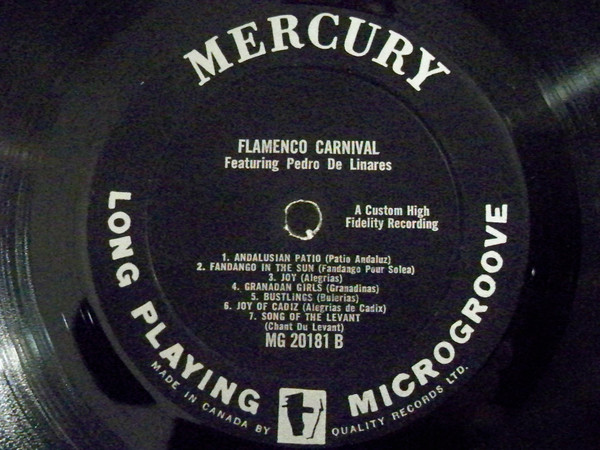 MERCURY
FLAMENCO CARNIVAL
Featuring Pedro De Linares
A Custom High
Fidelity Recording
1. ANDALUSIAN PATIO (Patio Andaluz)
2. FANDANGO IN THE SUN (Fandango Pour Solea)
3. JOY (Alegrias)
4. GRANADAN GIRLS (Granadinas)
5. BUSTLINGS (Bulerias)
6. JOY OF CADIZ (Alegrias de Cadix)
7. SONG OF THE LEVANT
(Chant Du Levant)
MG 20181 B
LONG PLAYING MICROGROOVE
MADE IN CANADA BY QUALITY RECORDS LTD.